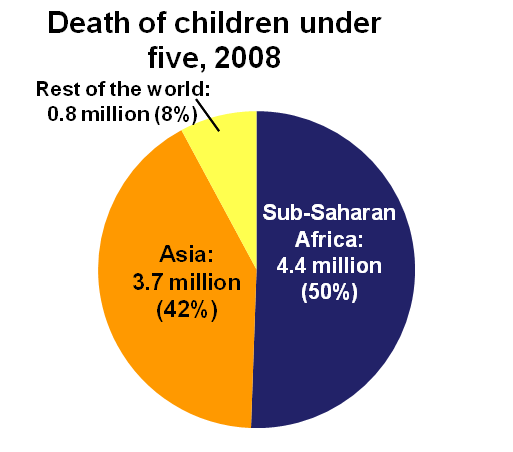 Death of children under
five, 2008
Rest of the world:
0.8 million (8%)
Sub-Saharan
Africa:
4.4 million
(50%)
Asia:
3.7 million
(42%)